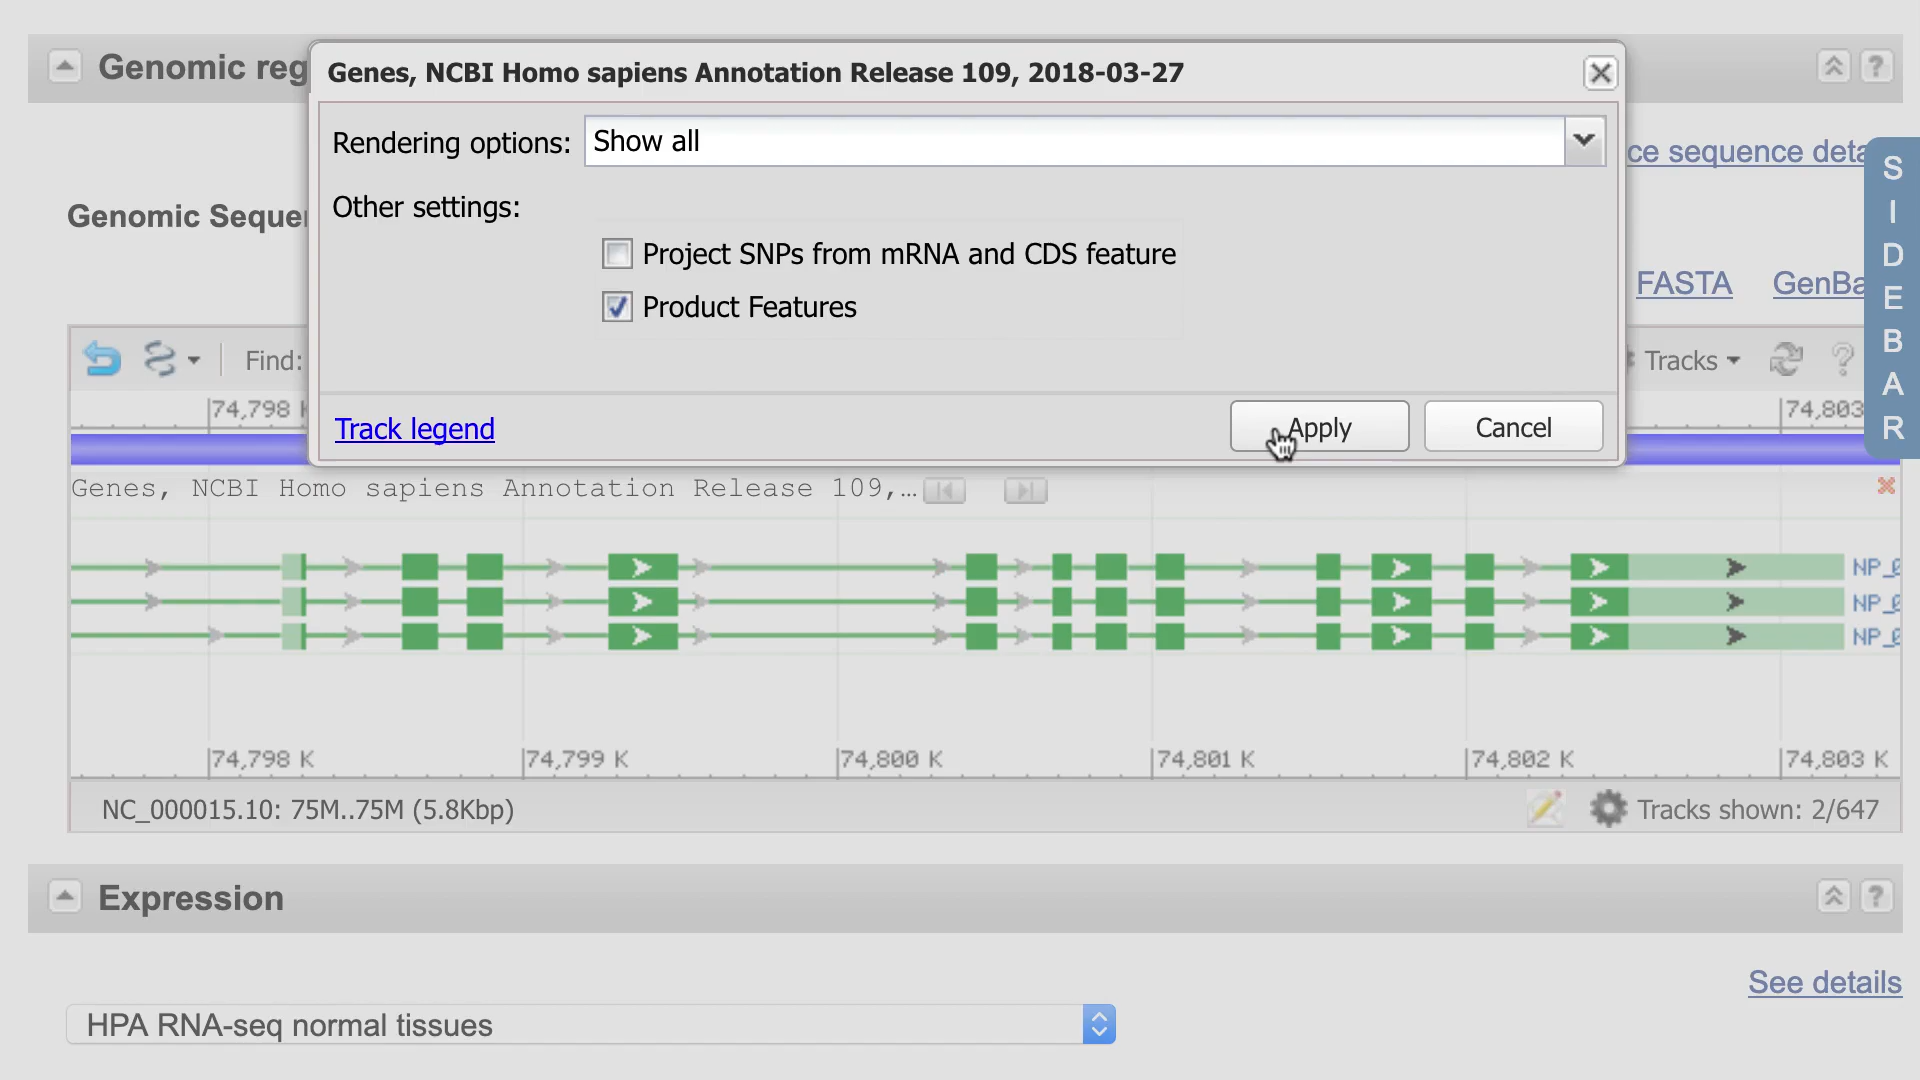 Genomic reg
Genes, NCBI Homo sapiens Annotation Release 109, 2018-03-27
?
Rendering options: Show all
ce sequence deta
SIDEBAR
Other settings:
Genomic Seque
Project SNPs from mRNA and CDS feature
FASTA GenBa
Product Features
Find:
Tracks
?
74,798 K
74,803
Track legend
Apply
Cancel
Genes, NCBI Homo sapiens Annotation Release 109,…
NP_0
NP_0
NP_0
74,798 K
74,799 K
74,800 K
74,801 K
74,802 K
74,803 K
NC_000015.10: 75M..75M (5.8Kbp)
Tracks shown: 2/647
Expression
?
See details
HPA RNA-seq normal tissues